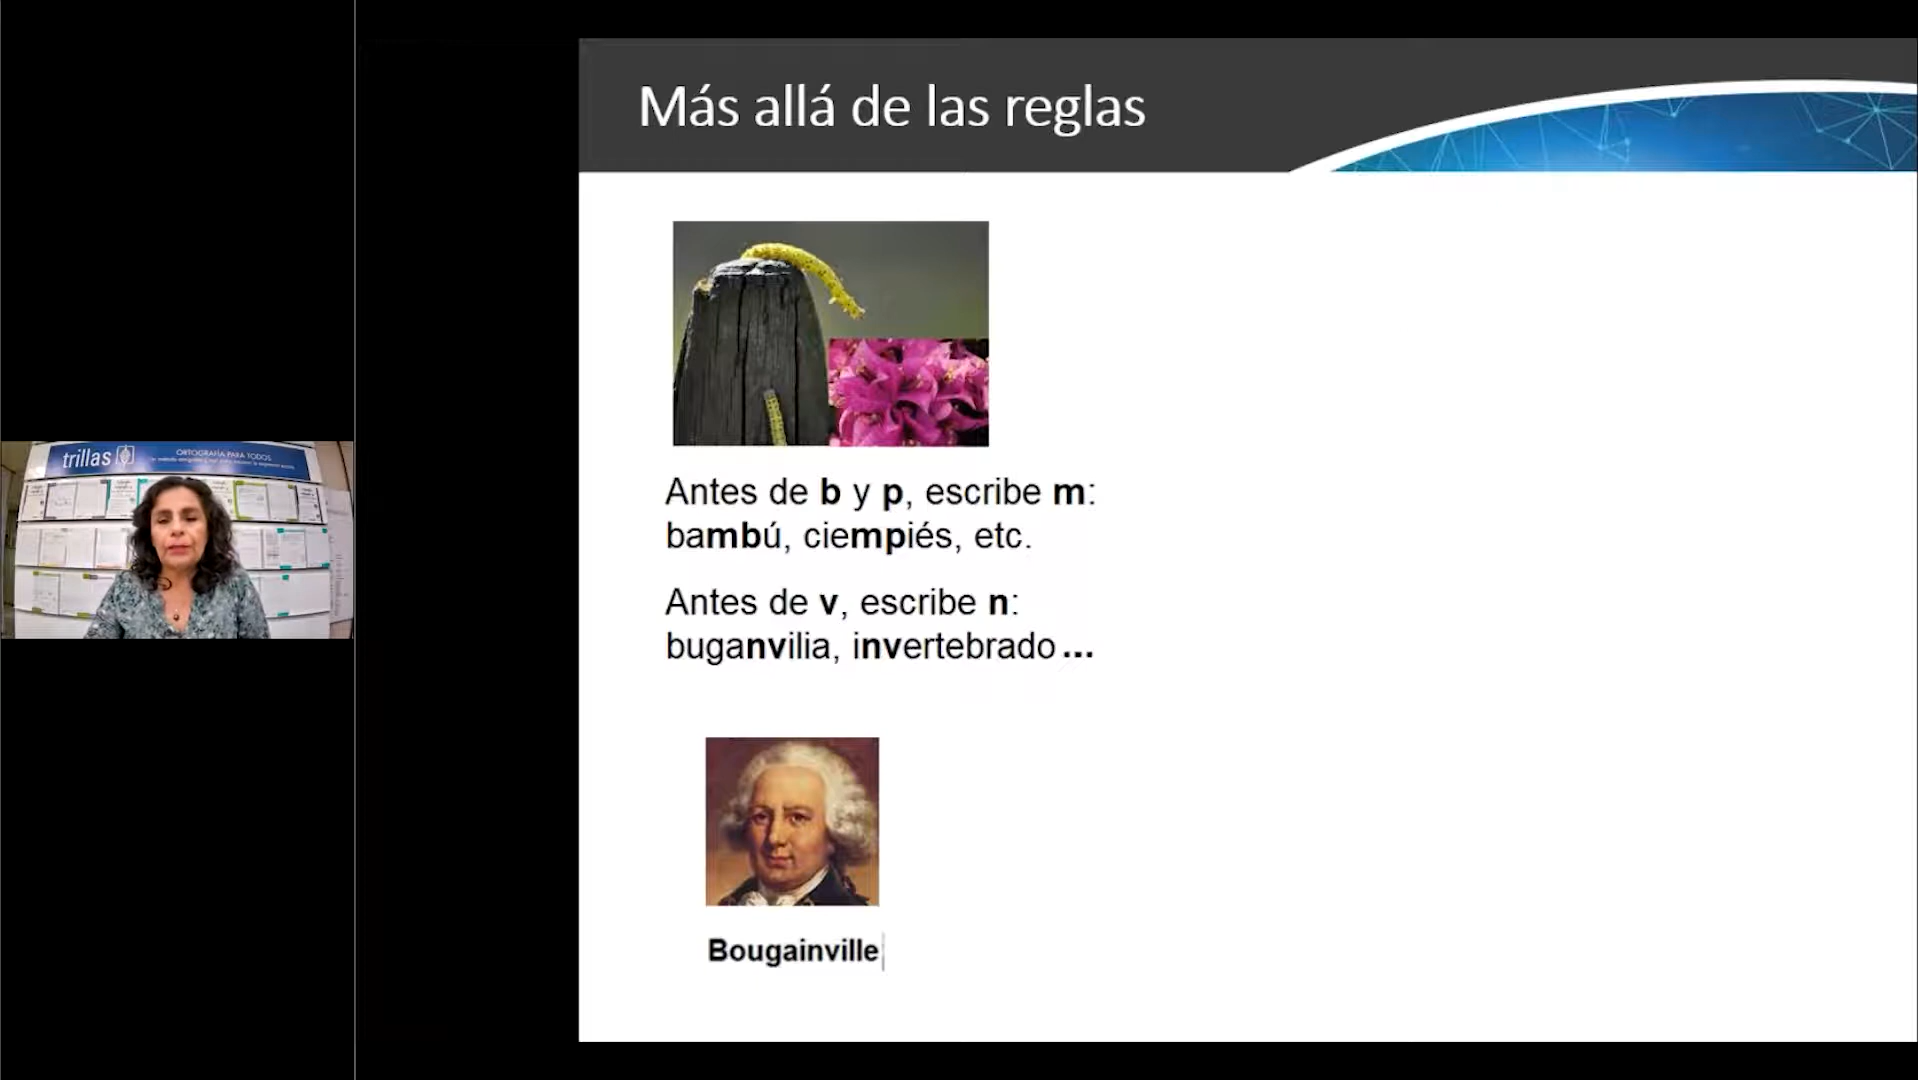 Más allá de las reglas
Antes de b y p, escribe m:
bambú, ciempiés, etc.
Antes de v, escribe n:
buganvilia, invertebrado ...
Bougainville
trillas
ORTOGRAFÍA PARA TODOS